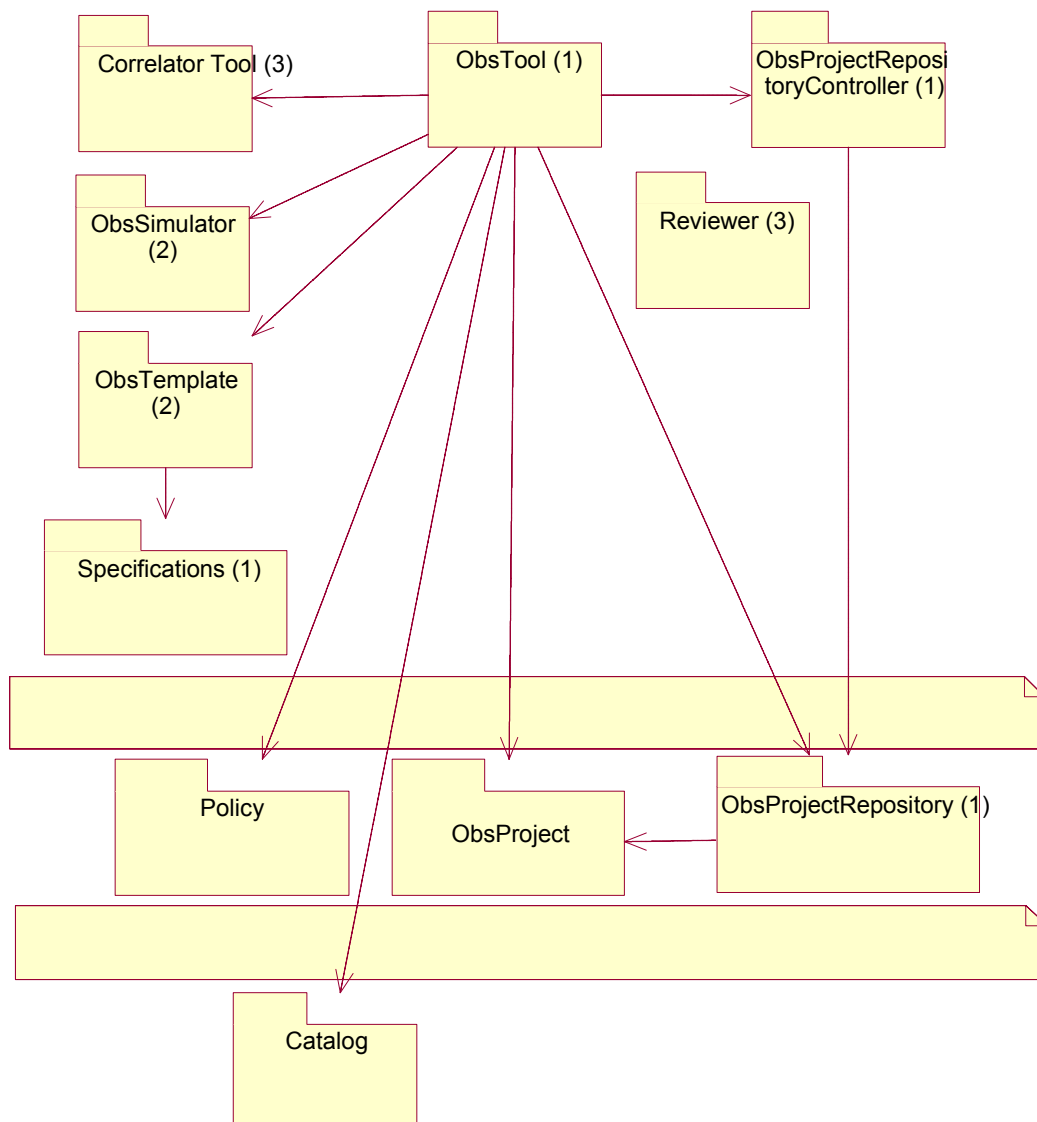 Correlator Tool (3)
ObsTool (1)
ObsProjectReposi
toryController (1)
ObsSimulator
(2)
Reviewer (3)
ObsTemplate
(2)
Specifications (1)
Policy
ObsProject
ObsProjectRepository (1)
Catalog